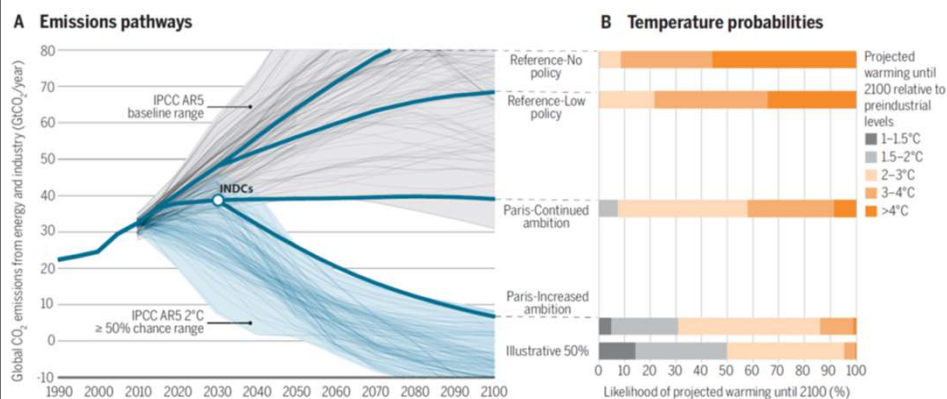 A Emissions pathways
Global CO2 emissions from energy and industry (GtCO2/year)
80
70
60
50
40
30
20
10
0
-10
IPCC AR5
baseline range
INDCs
IPCC AR5 2°C
≥ 50% chance range
1990 2000 2010 2020 2030 2040 2050 2060 2070 2080 2090 2100
Reference-No
policy
Reference-Low
policy
Paris-Continued
ambition
Paris-Increased
ambition
Illustrative 50%
B Temperature probabilities
0 10 20 30 40 50 60 70 80 90 100
Likelihood of projected warming until 2100 (%)
Projected
warming until
2100 relative to
preindustrial
levels
1–1.5°C
1.5–2°C
2–3°C
3–4°C
>4°C